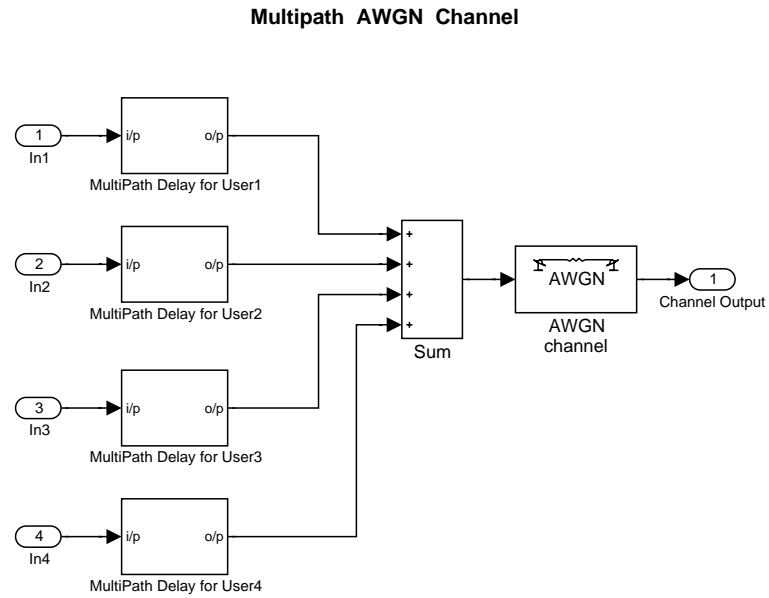 Multipath AWGN Channel
1
In1
i/p o/p
MultiPath Delay for User1
2
In2
i/p o/p
MultiPath Delay for User2
3
In3
i/p o/p
MultiPath Delay for User3
4
In4
i/p o/p
MultiPath Delay for User4
+
+
+
+
Sum
AWGN
AWGN
channel
1
Channel Output